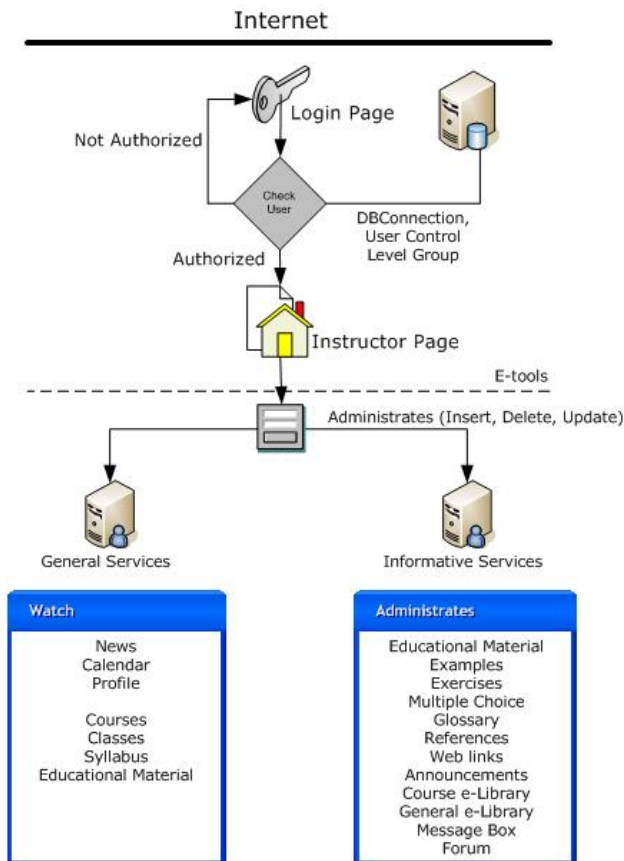 Internet
Login Page
Not Authorized
Check
User
DBConnection,
User Control
Level Group
Authorized
Instructor Page
E-tools
Administrates (Insert, Delete, Update)
General Services
Informative Services
Watch
News
Calendar
Profile
Courses
Classes
Syllabus
Educational Material
Administrates
Educational Material
Examples
Exercises
Multiple Choice
Glossary
References
Web links
Announcements
Course e-Library
General e-Library
Message Box
Forum